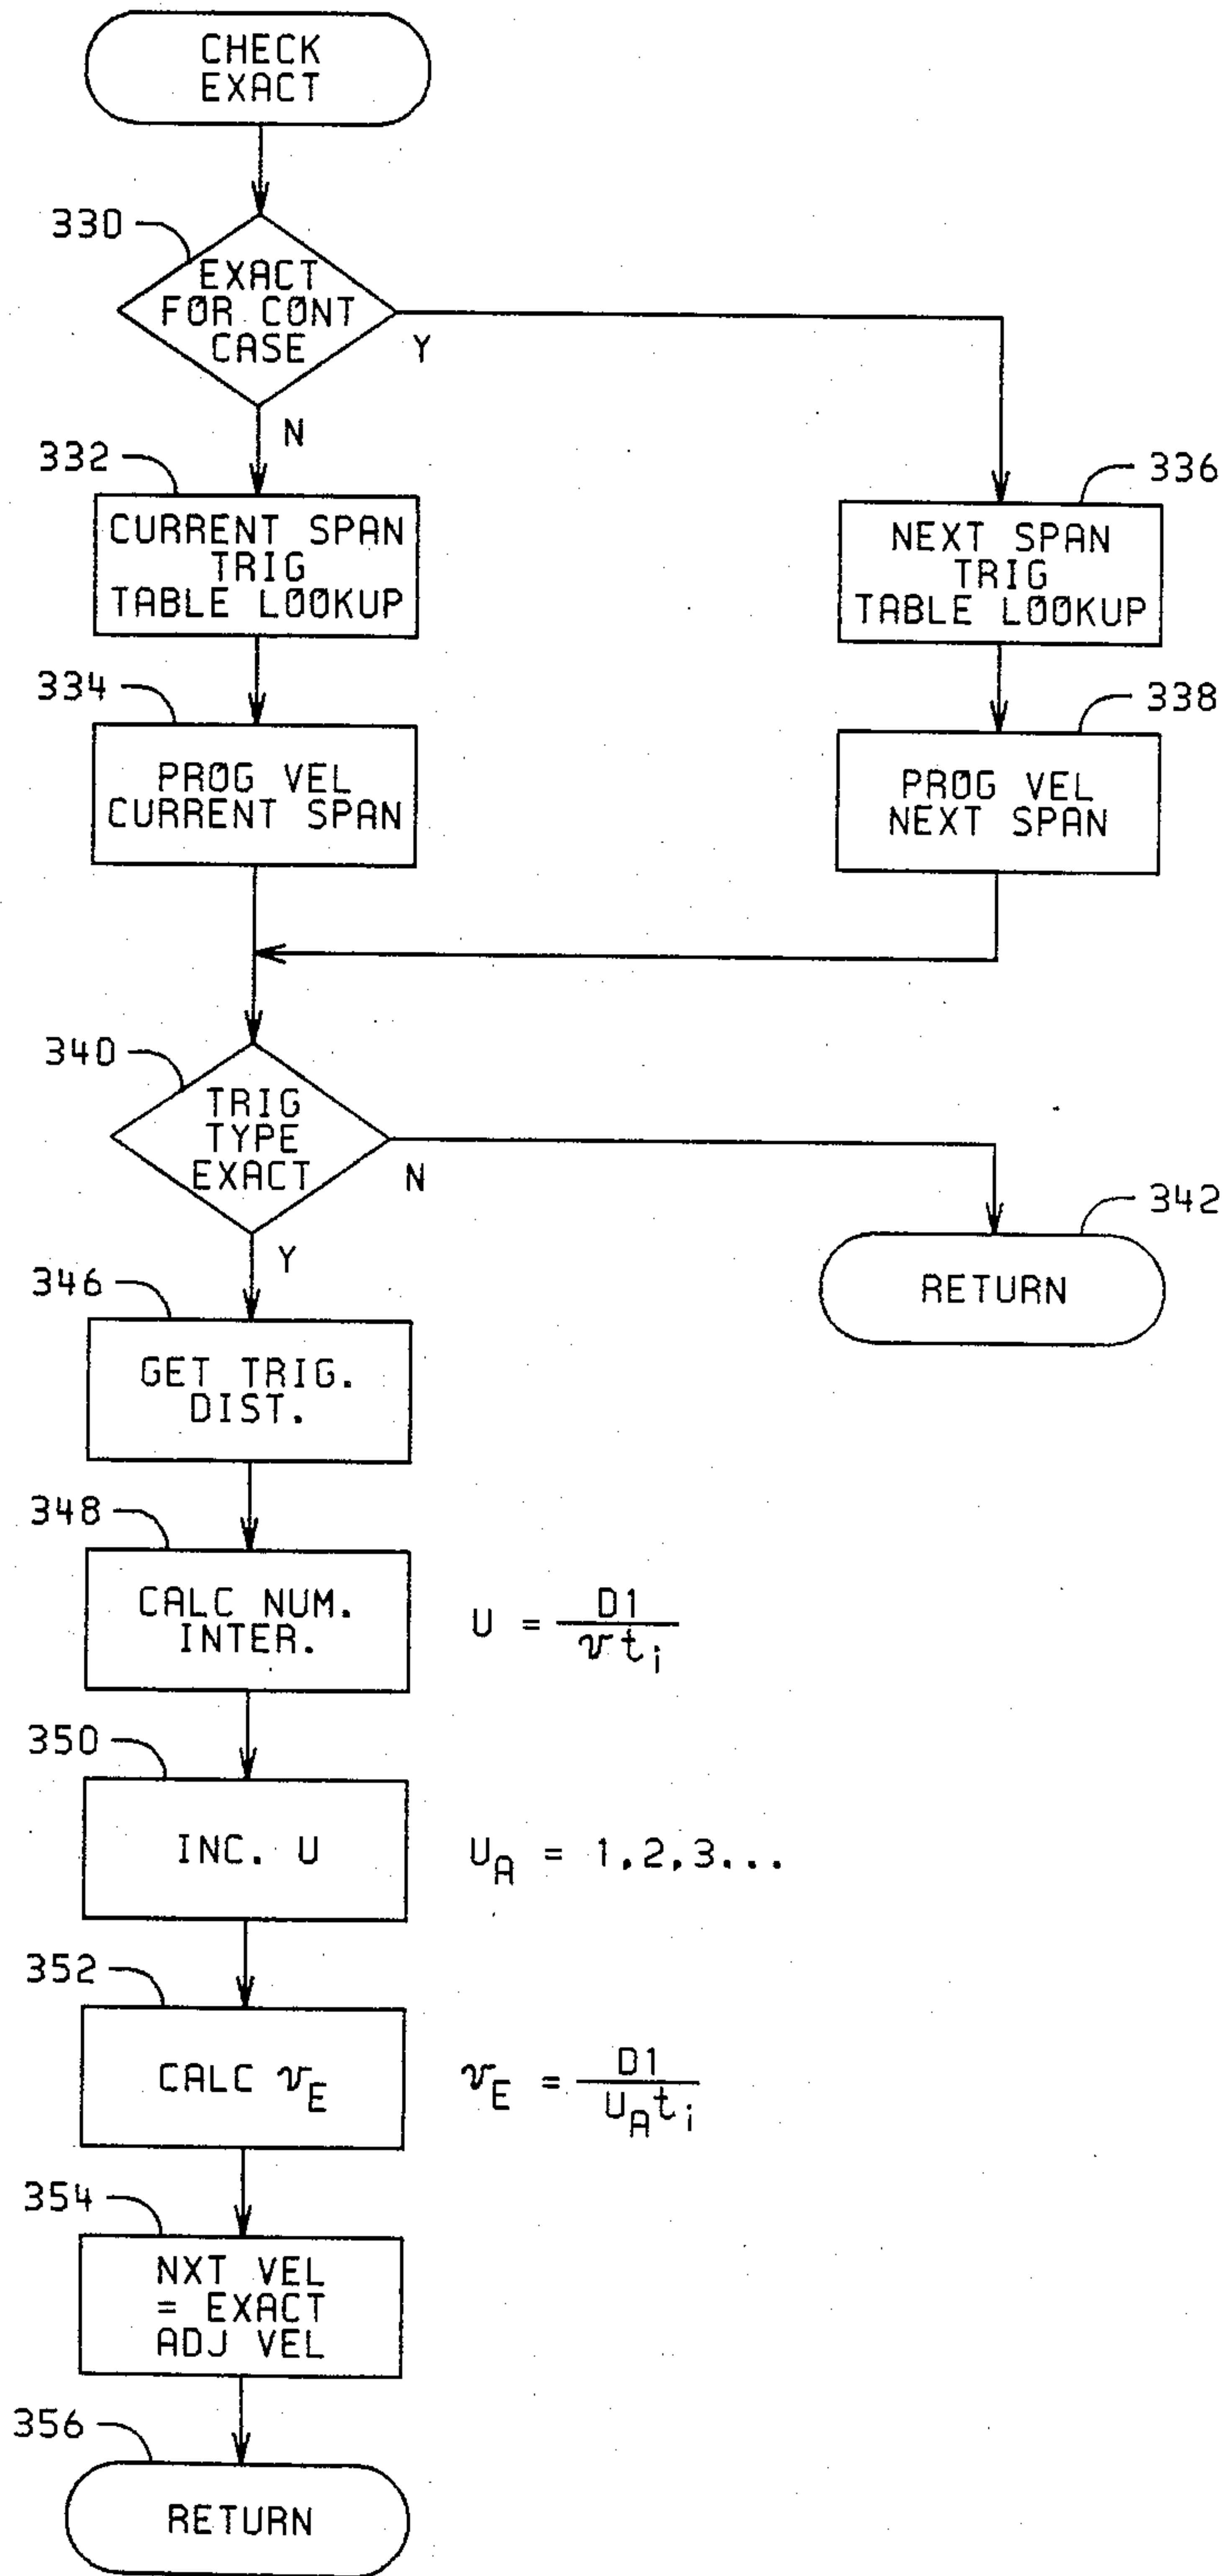 CHECK
EXACT
330
EXACT
FOR CONT
CASE
Y
N
332
CURRENT SPAN
TRIG
TABLE LOOKUP
336
NEXT SPAN
TRIG
TABLE LOOKUP
334
PROG VEL
CURRENT SPAN
338
PROG VEL
NEXT SPAN
340
TRIG
TYPE
EXACT
N
Y
342
RETURN
346
GET TRIG.
DIST.
348
CALC NUM.
INTER.
U = D1 / v t_i
350
INC. U
U_A = 1,2,3...
352
CALC v_E
v_E = D1 / U_A t_i
354
NXT VEL
= EXACT
ADJ VEL
356
RETURN